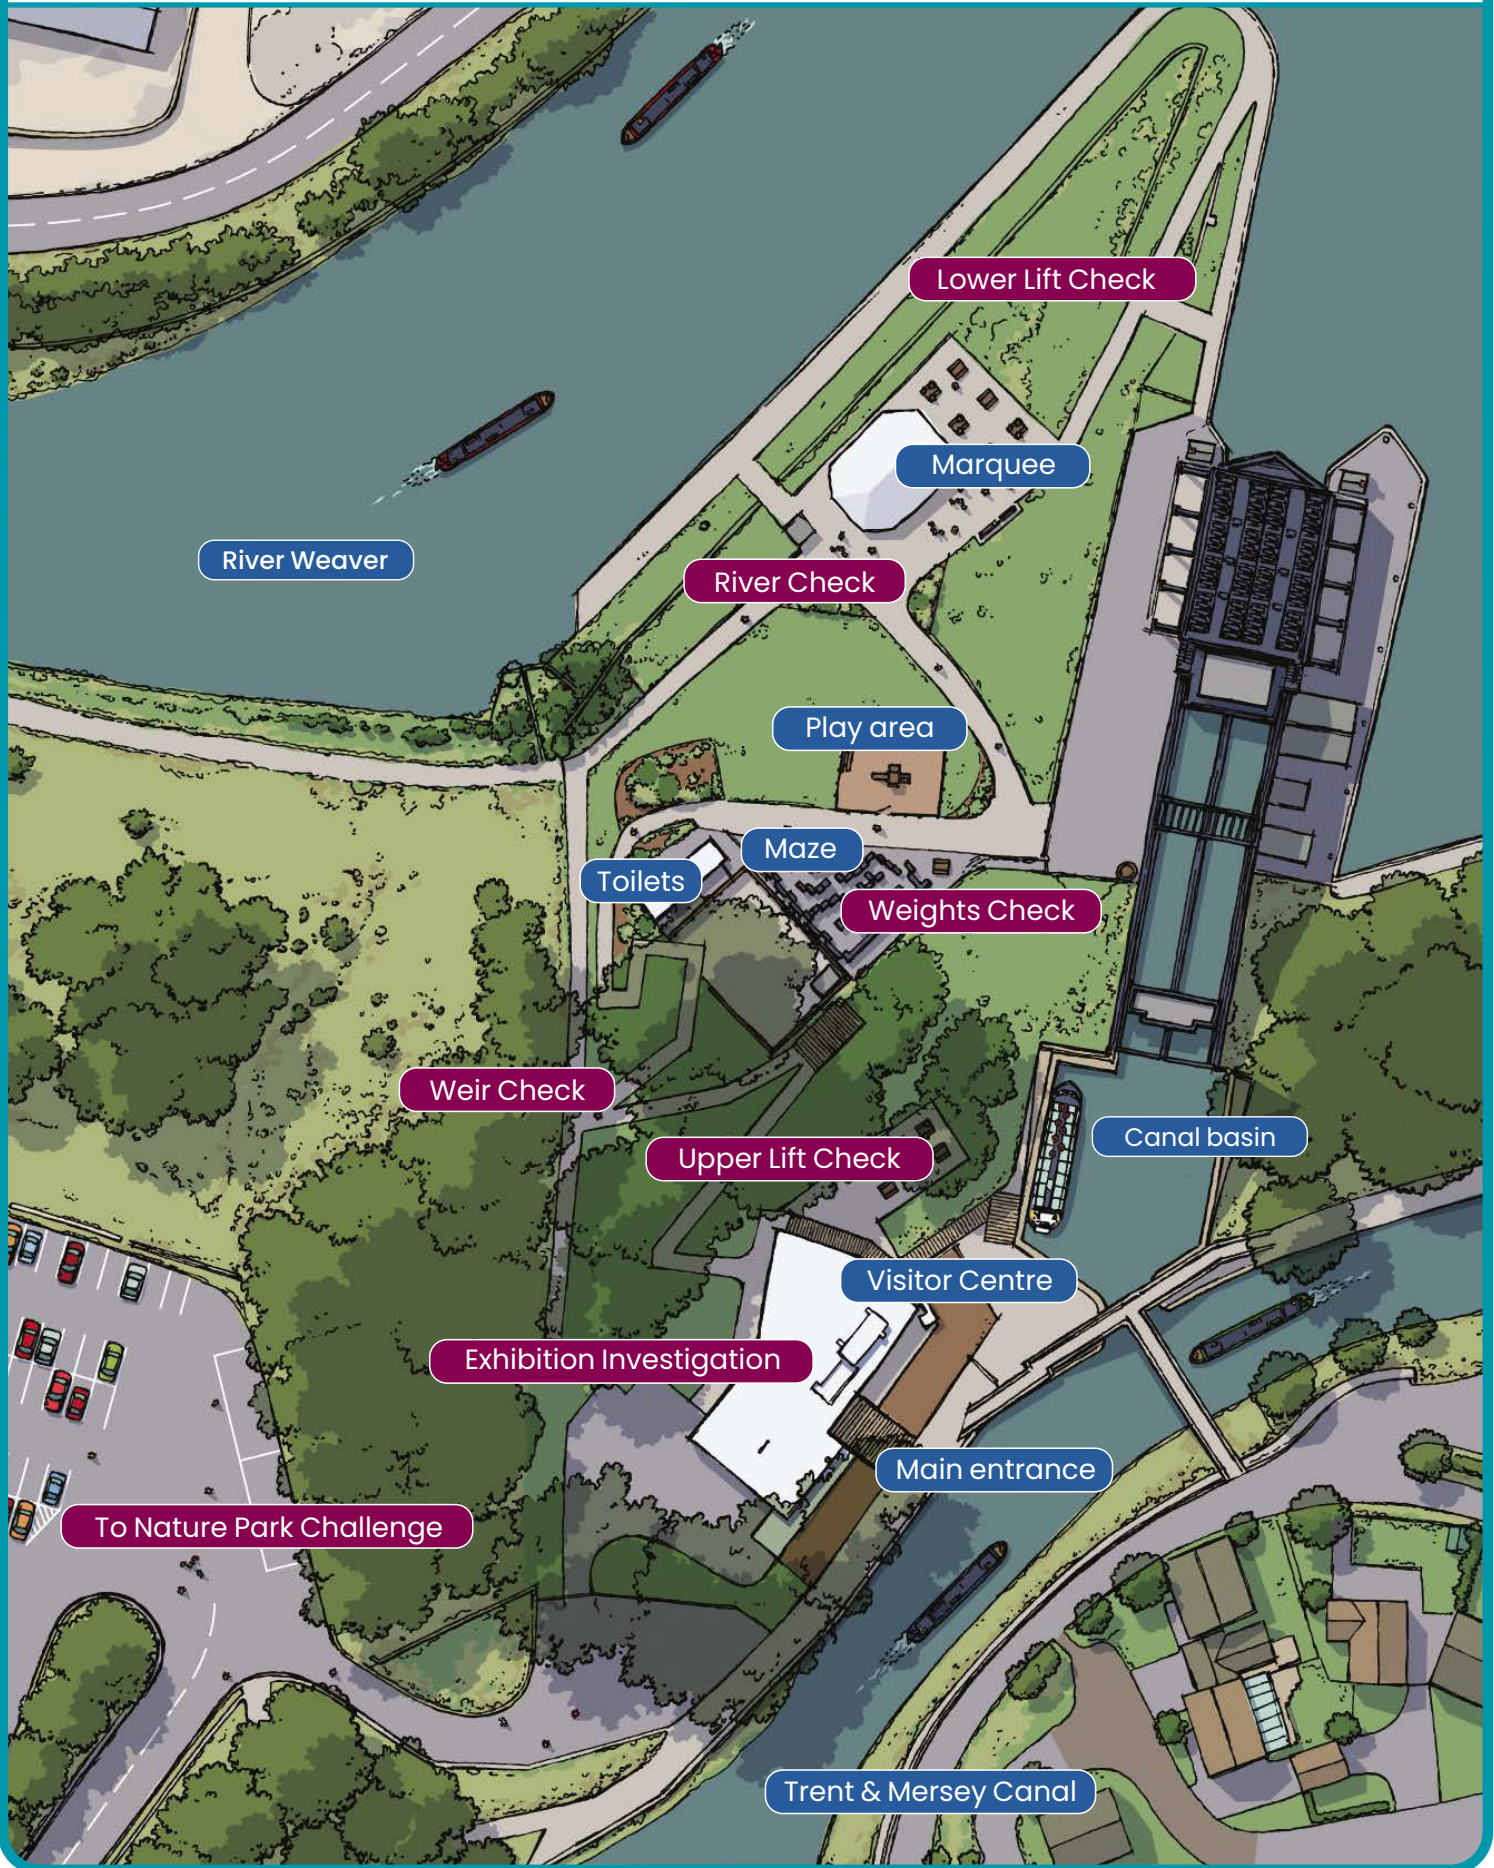 Lower Lift Check
Marquee
River Weaver
River Check
Play area
Maze
Toilets
Weights Check
Weir Check
Canal basin
Upper Lift Check
Visitor Centre
Exhibition Investigation
Main entrance
To Nature Park Challenge
Trent & Mersey Canal